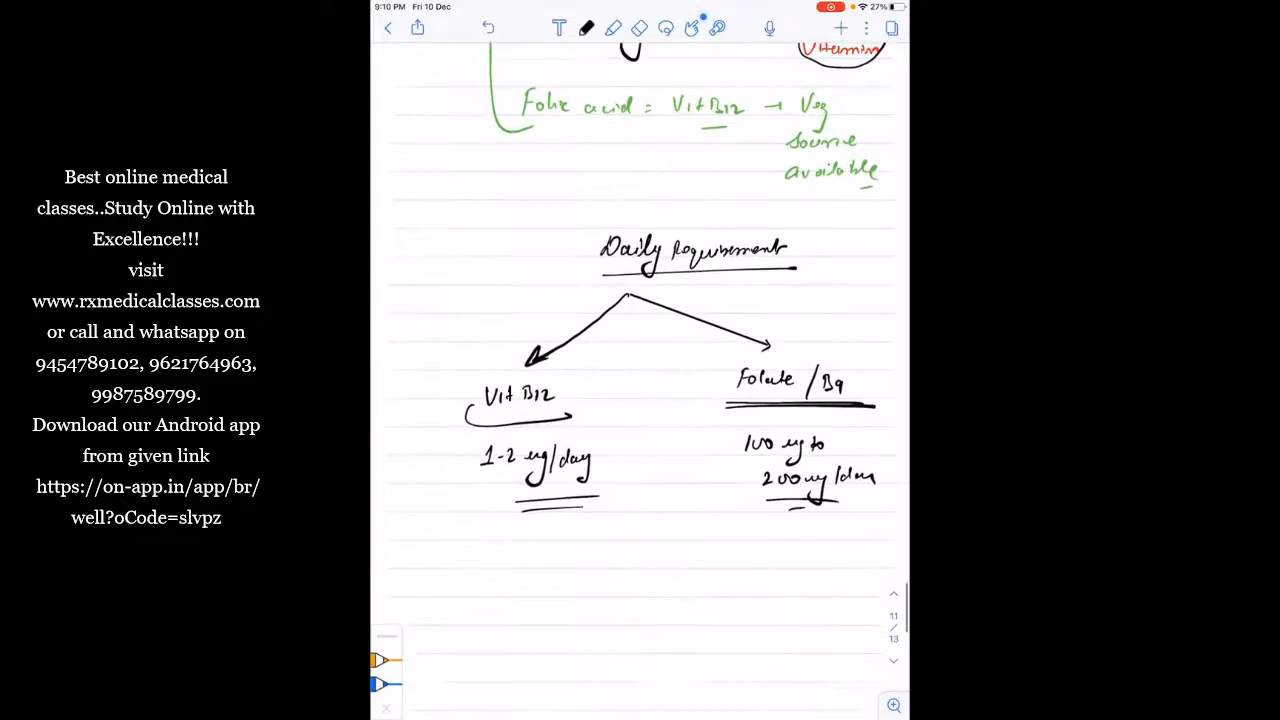 9:10 PM Fri 10 Dec
27%
Vitamin
Folic acid = Vit B12 → Veg
source
available
Daily Requirement
Vit B12
Folate / B9
1-2 ug/day
100 ug to
200 ug/day
11
/
13
Best online medical
classes..Study Online with
Excellence!!!
visit
www.rxmedicalclasses.com
or call and whatsapp on
9454789102, 9621764963,
9987589799.
Download our Android app
from given link
https://on-app.in/app/br/
well?oCode=slvpz